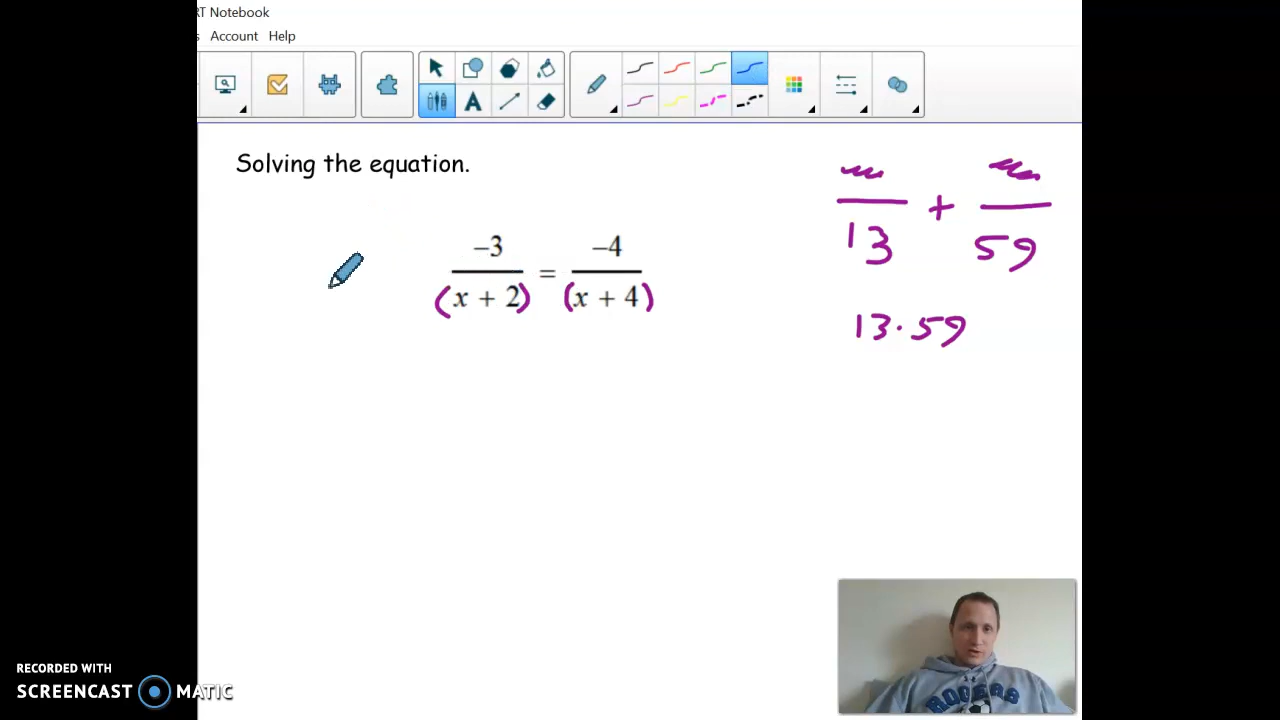 RT Notebook
s Account Help
A
Solving the equation.
-3 / (x + 2) = -4 / (x + 4)
13 + 59
13 · 59
RECORDED WITH
SCREENCAST MATIC